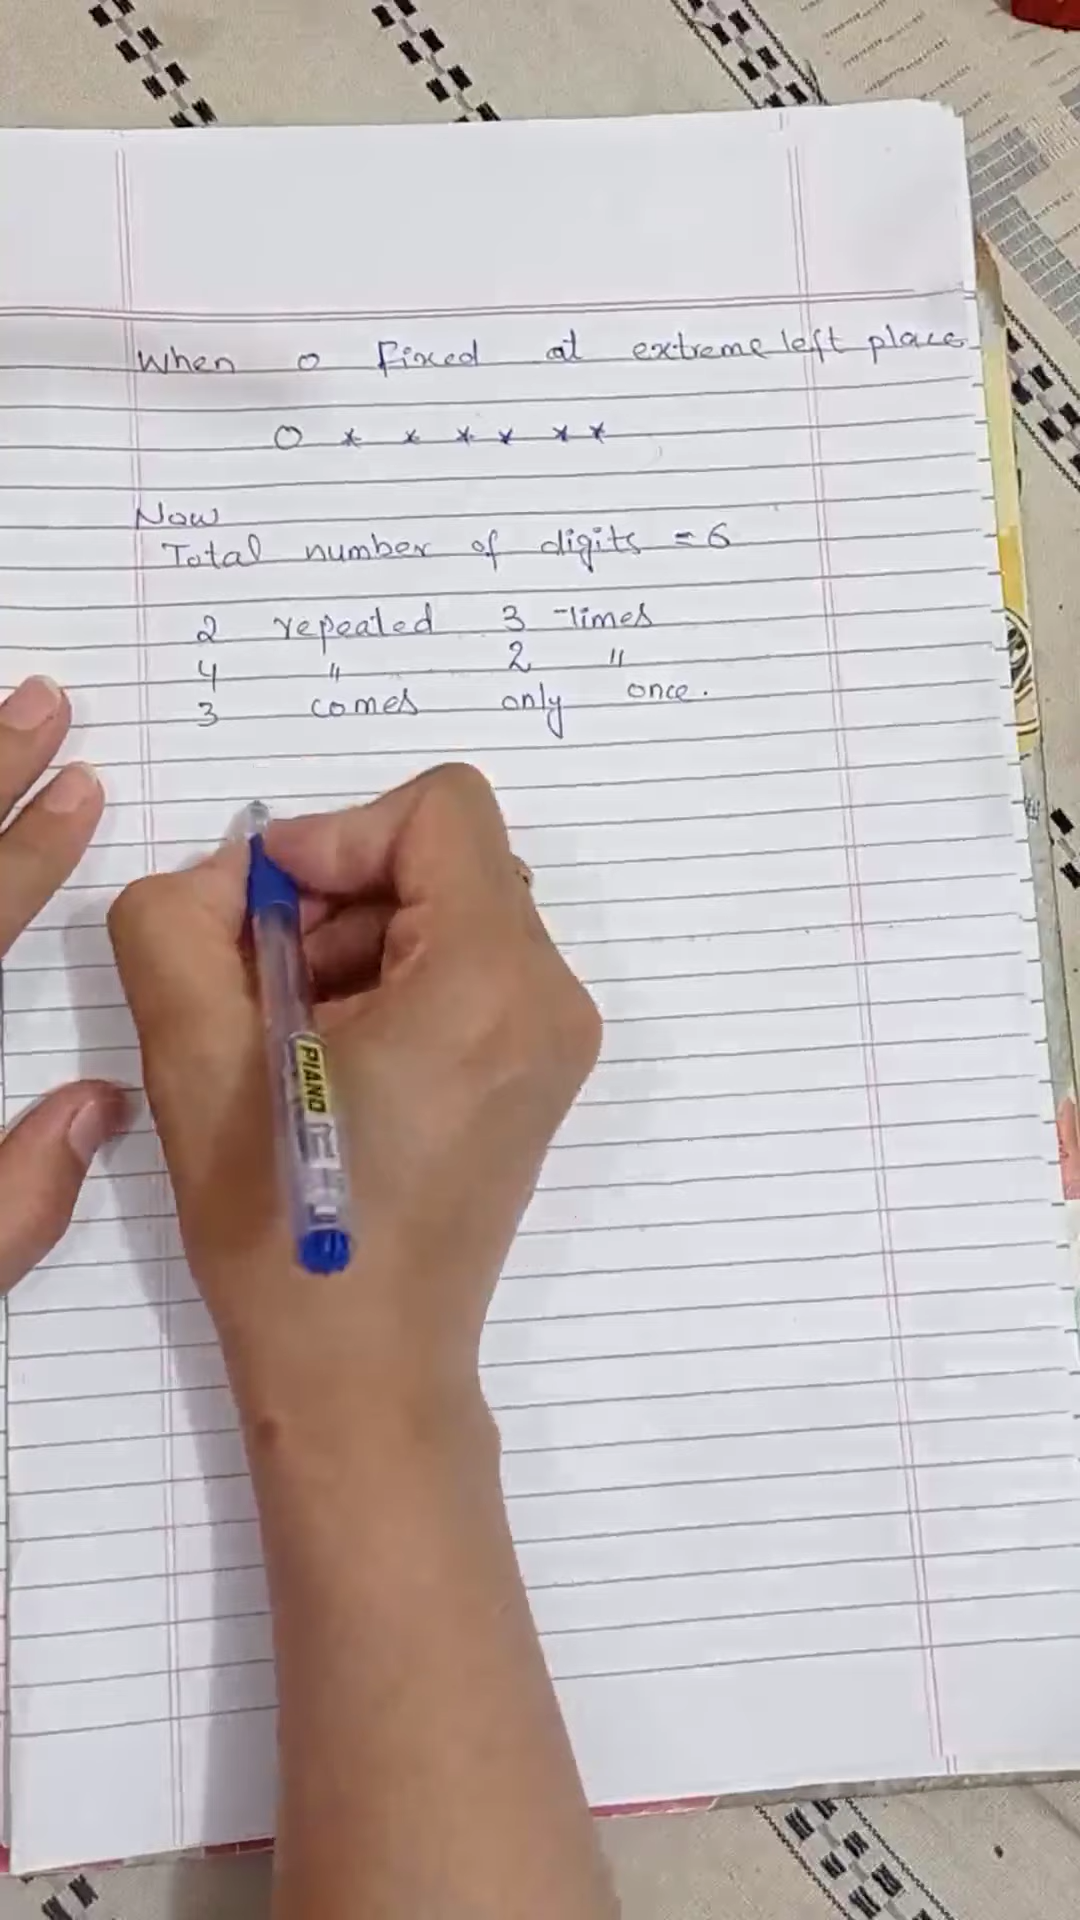 When 0 fixed at extreme left place
0 * * * * * *
Now
Total number of digits = 6
2 repeated 3 times
4 " 2 "
3 comes only once.
PIANO